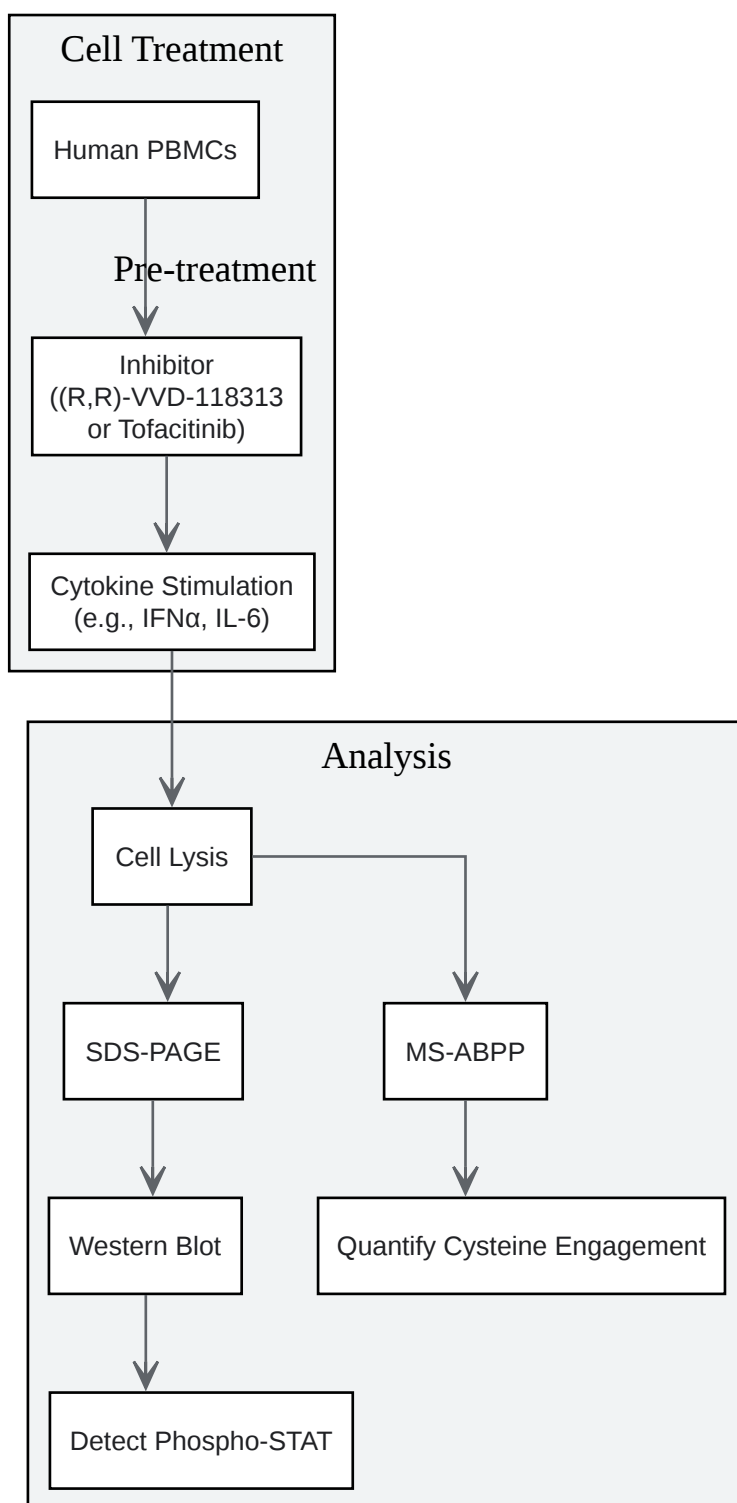 Cell Treatment
Human PBMCs
Pre-treatment
Inhibitor
((R,R)-VVD-118313
or Tofacitinib)
Cytokine Stimulation
(e.g., IFNα, IL-6)
Analysis
Cell Lysis
SDS-PAGE
MS-ABPP
Western Blot
Quantify Cysteine Engagement
Detect Phospho-STAT